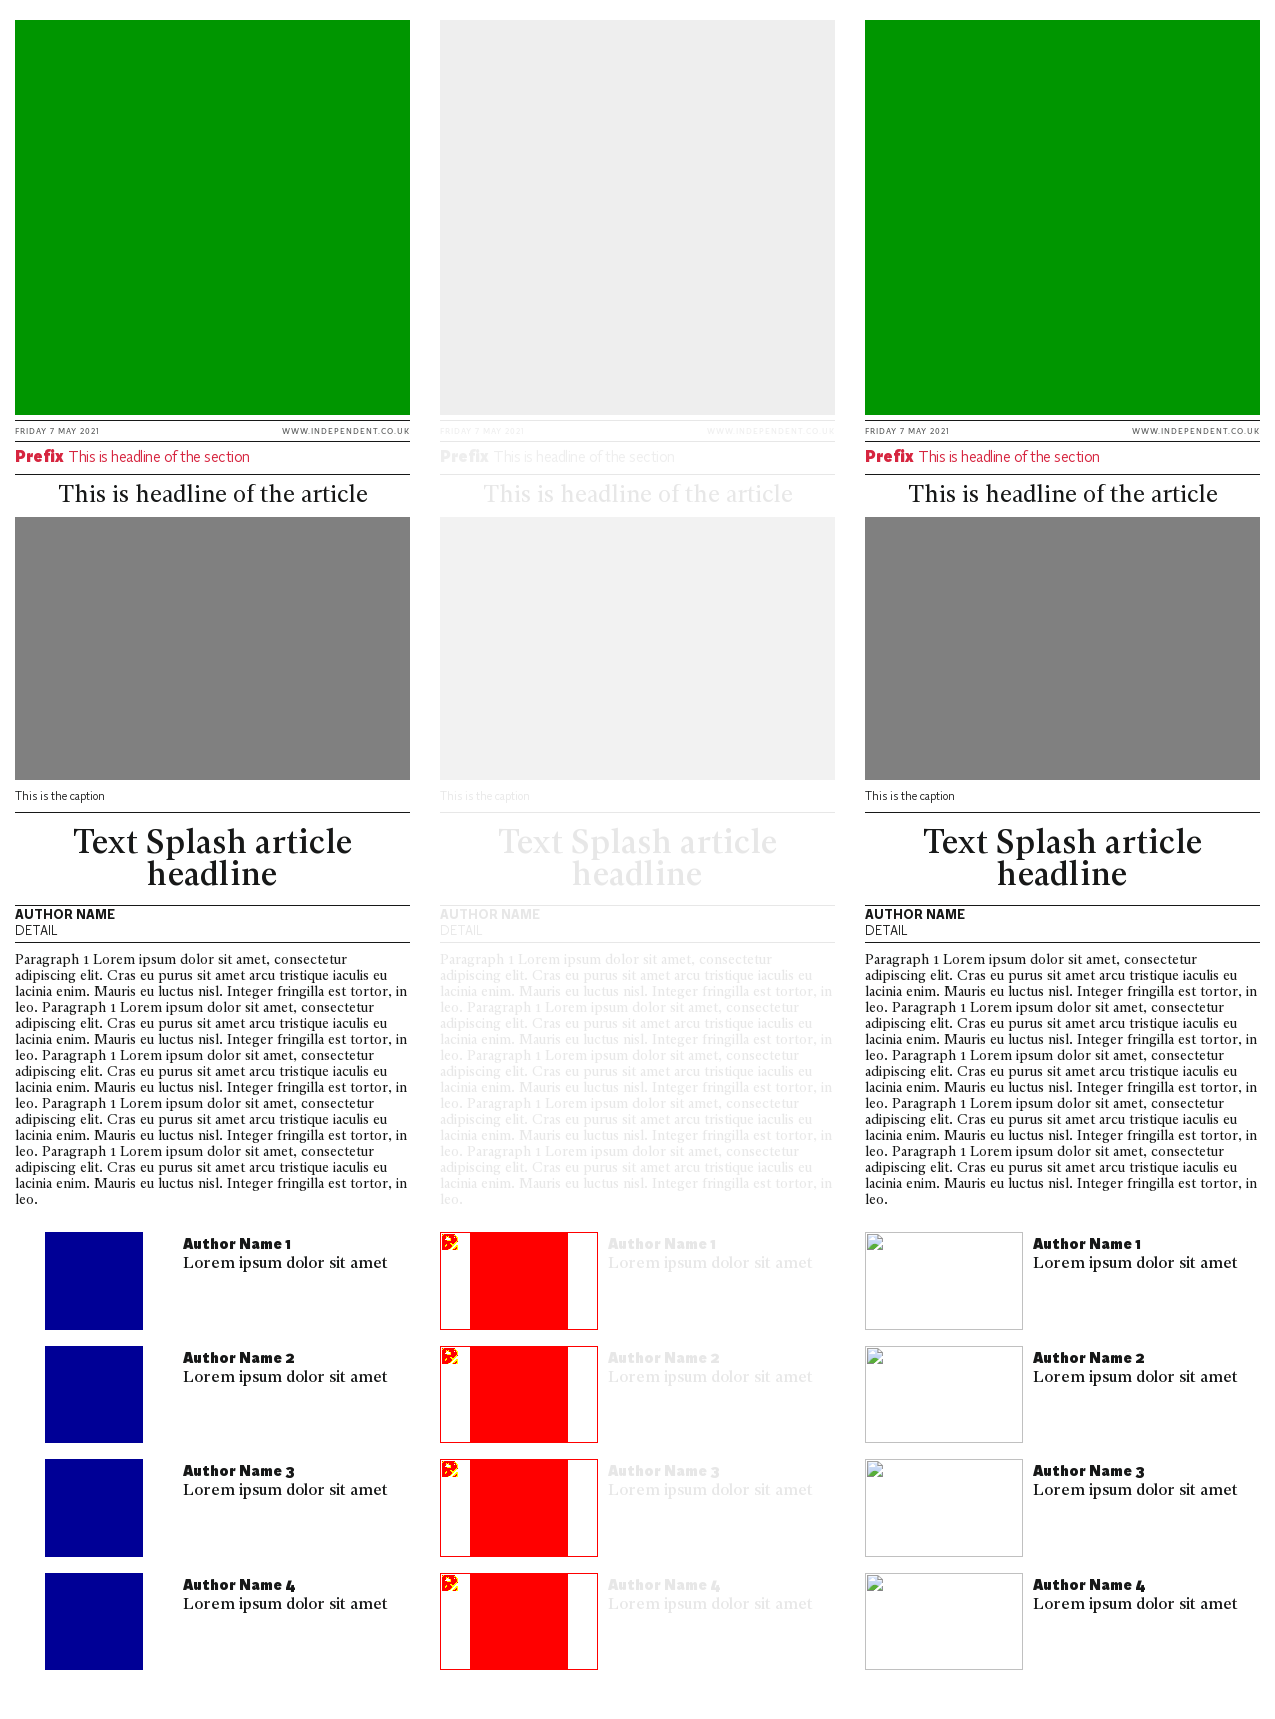 FRIDAY 7 MAY 2021 WWW.INDEPENDENT.CO.UK
Prefix This is headline of the section
This is headline of the article
This is the caption
Text Splash article
headline
AUTHOR NAME
DETAIL
Paragraph 1 Lorem ipsum dolor sit amet, consectetur
adipiscing elit. Cras eu purus sit amet arcu tristique iaculis eu
lacinia enim. Mauris eu luctus nisl. Integer fringilla est tortor, in
leo. Paragraph 1 Lorem ipsum dolor sit amet, consectetur
adipiscing elit. Cras eu purus sit amet arcu tristique iaculis eu
lacinia enim. Mauris eu luctus nisl. Integer fringilla est tortor, in
leo. Paragraph 1 Lorem ipsum dolor sit amet, consectetur
adipiscing elit. Cras eu purus sit amet arcu tristique iaculis eu
lacinia enim. Mauris eu luctus nisl. Integer fringilla est tortor, in
leo. Paragraph 1 Lorem ipsum dolor sit amet, consectetur
adipiscing elit. Cras eu purus sit amet arcu tristique iaculis eu
lacinia enim. Mauris eu luctus nisl. Integer fringilla est tortor, in
leo. Paragraph 1 Lorem ipsum dolor sit amet, consectetur
adipiscing elit. Cras eu purus sit amet arcu tristique iaculis eu
lacinia enim. Mauris eu luctus nisl. Integer fringilla est tortor, in
leo.
Author Name 1
Lorem ipsum dolor sit amet
Author Name 2
Lorem ipsum dolor sit amet
Author Name 3
Lorem ipsum dolor sit amet
Author Name 4
Lorem ipsum dolor sit amet
FRIDAY 7 MAY 2021 WWW.INDEPENDENT.CO.UK
Prefix This is headline of the section
This is headline of the article
This is the caption
Text Splash article
headline
AUTHOR NAME
DETAIL
Paragraph 1 Lorem ipsum dolor sit amet, consectetur
adipiscing elit. Cras eu purus sit amet arcu tristique iaculis eu
lacinia enim. Mauris eu luctus nisl. Integer fringilla est tortor, in
leo. Paragraph 1 Lorem ipsum dolor sit amet, consectetur
adipiscing elit. Cras eu purus sit amet arcu tristique iaculis eu
lacinia enim. Mauris eu luctus nisl. Integer fringilla est tortor, in
leo. Paragraph 1 Lorem ipsum dolor sit amet, consectetur
adipiscing elit. Cras eu purus sit amet arcu tristique iaculis eu
lacinia enim. Mauris eu luctus nisl. Integer fringilla est tortor, in
leo. Paragraph 1 Lorem ipsum dolor sit amet, consectetur
adipiscing elit. Cras eu purus sit amet arcu tristique iaculis eu
lacinia enim. Mauris eu luctus nisl. Integer fringilla est tortor, in
leo. Paragraph 1 Lorem ipsum dolor sit amet, consectetur
adipiscing elit. Cras eu purus sit amet arcu tristique iaculis eu
lacinia enim. Mauris eu luctus nisl. Integer fringilla est tortor, in
leo.
Author Name 1
Lorem ipsum dolor sit amet
Author Name 2
Lorem ipsum dolor sit amet
Author Name 3
Lorem ipsum dolor sit amet
Author Name 4
Lorem ipsum dolor sit amet
FRIDAY 7 MAY 2021 WWW.INDEPENDENT.CO.UK
Prefix This is headline of the section
This is headline of the article
This is the caption
Text Splash article
headline
AUTHOR NAME
DETAIL
Paragraph 1 Lorem ipsum dolor sit amet, consectetur
adipiscing elit. Cras eu purus sit amet arcu tristique iaculis eu
lacinia enim. Mauris eu luctus nisl. Integer fringilla est tortor, in
leo. Paragraph 1 Lorem ipsum dolor sit amet, consectetur
adipiscing elit. Cras eu purus sit amet arcu tristique iaculis eu
lacinia enim. Mauris eu luctus nisl. Integer fringilla est tortor, in
leo. Paragraph 1 Lorem ipsum dolor sit amet, consectetur
adipiscing elit. Cras eu purus sit amet arcu tristique iaculis eu
lacinia enim. Mauris eu luctus nisl. Integer fringilla est tortor, in
leo. Paragraph 1 Lorem ipsum dolor sit amet, consectetur
adipiscing elit. Cras eu purus sit amet arcu tristique iaculis eu
lacinia enim. Mauris eu luctus nisl. Integer fringilla est tortor, in
leo. Paragraph 1 Lorem ipsum dolor sit amet, consectetur
adipiscing elit. Cras eu purus sit amet arcu tristique iaculis eu
lacinia enim. Mauris eu luctus nisl. Integer fringilla est tortor, in
leo.
Author Name 1
Lorem ipsum dolor sit amet
Author Name 2
Lorem ipsum dolor sit amet
Author Name 3
Lorem ipsum dolor sit amet
Author Name 4
Lorem ipsum dolor sit amet